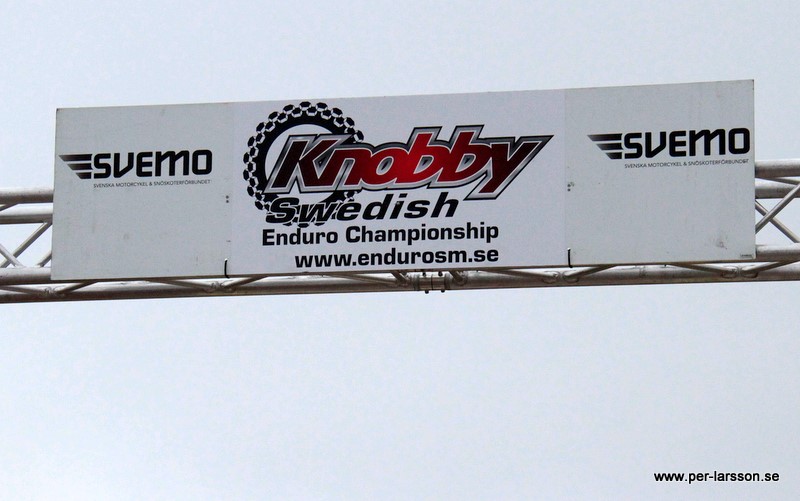 SVEMO
SVENSKA MOTORCYKEL & SNÖSKOTERFÖRBUNDET
Knobby
Swedish
Enduro Championship
www.endurosm.se
SVEMO
SVENSKA MOTORCYKEL & SNÖSKOTERFÖRBUNDET
www.per-larsson.se